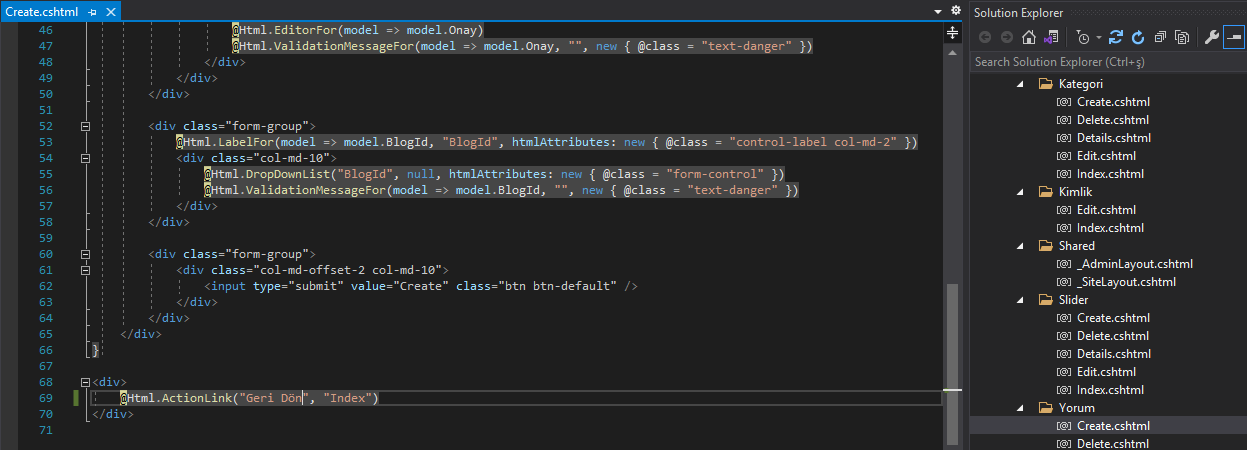 Create.cshtml
46 @Html.EditorFor(model => model.Onay)
47 @Html.ValidationMessageFor(model => model.Onay, "", new { @class = "text-danger" })
48 </div>
49 </div>
50 </div>
51
52 <div class="form-group">
53 @Html.LabelFor(model => model.BlogId, "BlogId", htmlAttributes: new { @class = "control-label col-md-2" })
54 <div class="col-md-10">
55 @Html.DropDownList("BlogId", null, htmlAttributes: new { @class = "form-control" })
56 @Html.ValidationMessageFor(model => model.BlogId, "", new { @class = "text-danger" })
57 </div>
58 </div>
59
60 <div class="form-group">
61 <div class="col-md-offset-2 col-md-10">
62 <input type="submit" value="Create" class="btn btn-default" />
63 </div>
64 </div>
65 </div>
66 }
67
68 <div>
69 @Html.ActionLink("Geri Dön", "Index")
70 </div>
71
Solution Explorer
Search Solution Explorer (Ctrl+ş)
Kategori
Create.cshtml
Delete.cshtml
Details.cshtml
Edit.cshtml
Index.cshtml
Kimlik
Edit.cshtml
Index.cshtml
Shared
_AdminLayout.cshtml
_SiteLayout.cshtml
Slider
Create.cshtml
Delete.cshtml
Details.cshtml
Edit.cshtml
Index.cshtml
Yorum
Create.cshtml
Delete.cshtml